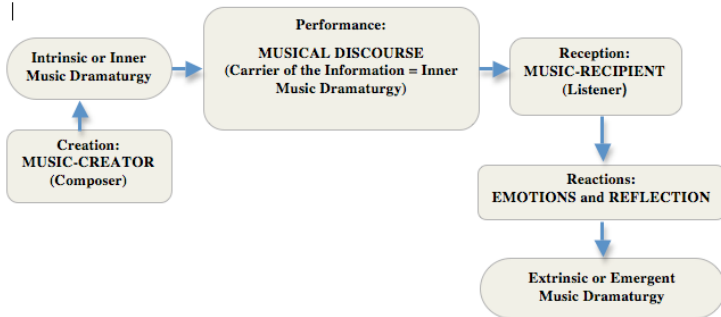 Performance:
MUSICAL DISCOURSE
(Carrier of the Information = Inner
Music Dramaturgy)
Intrinsic or Inner
Music Dramaturgy
Reception:
MUSIC-RECIPIENT
(Listener)
Creation:
MUSIC-CREATOR
(Composer)
Reactions:
EMOTIONS and REFLECTION
Extrinsic or Emergent
Music Dramaturgy